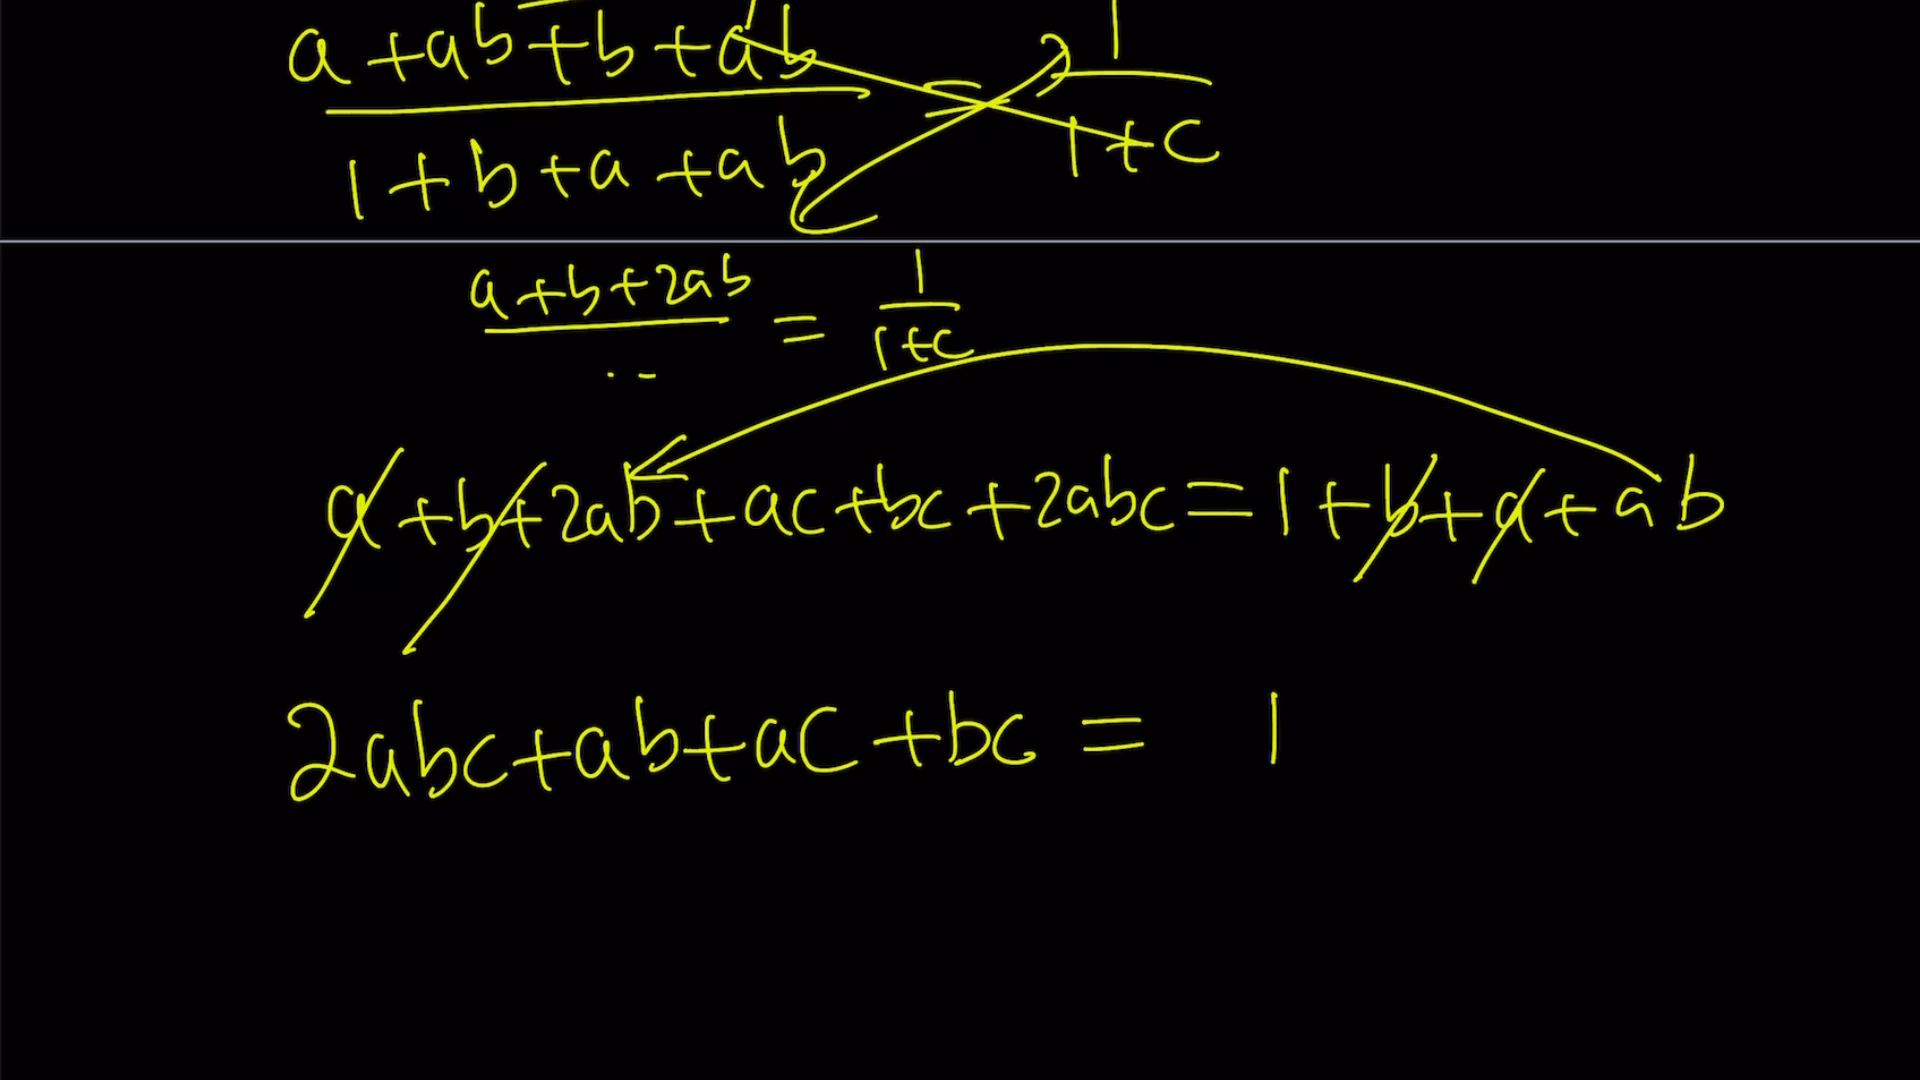 a + ab + b + ab / 1 + b + a + ab = 1 / 1 + c
a + b + 2ab / .. = 1 / 1 + c
a + b + 2ab + ac + bc + 2abc = 1 + b + a + ab
2abc + ab + ac + bc = 1